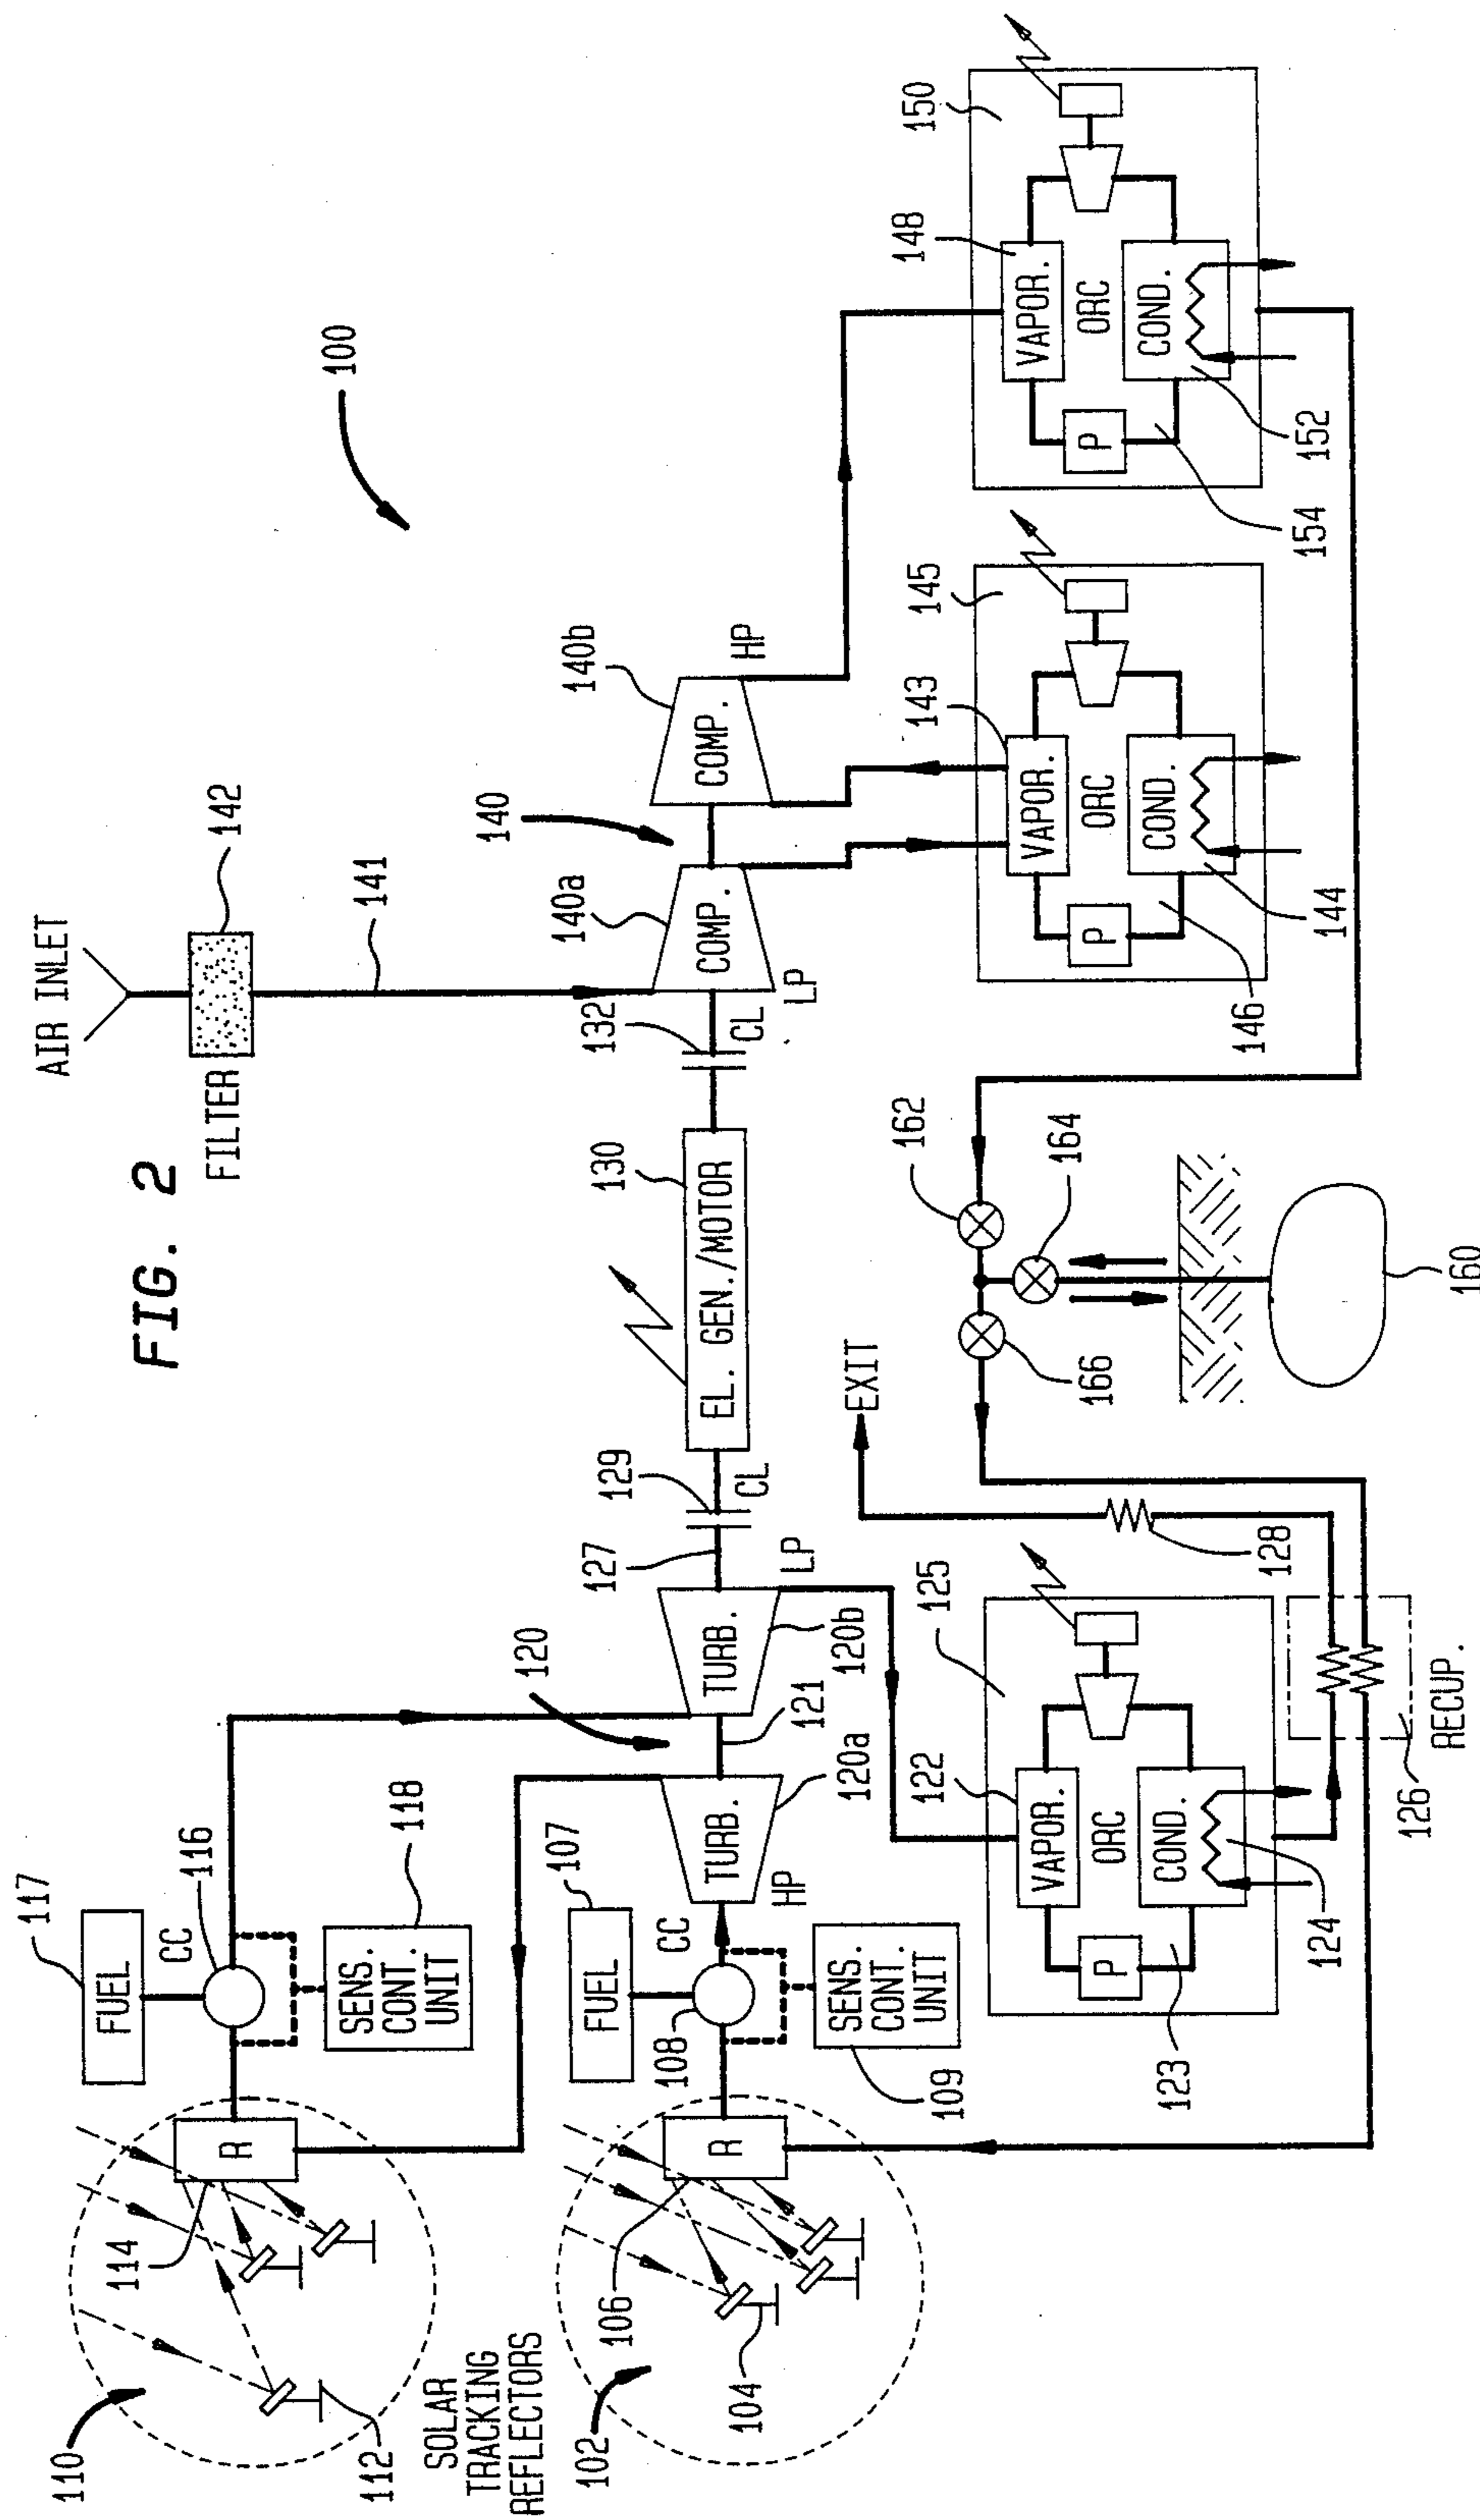 FIG. 2
AIR INLET
FILTER
142
141
100
110
112
114
117
FUEL
CC
116
118
SENS.
CONT.
UNIT
R
SOLAR
TRACKING
REFLECTORS
102
104
106
R
107
FUEL
CC
108
109
SENS.
CONT.
UNIT
HP
TURB.
120a
120
121
TURB.
120b
LP
127
129
CL
130
EL. GEN./MOTOR
132
CL
LP
140a
COMP.
140
140b
COMP.
HP
122
125
VAPOR.
ORC
COND.
P
123
124
126
RECUP.
128
EXIT
166
162
164
160
143
145
VAPOR.
ORC
COND.
P
146
144
148
150
VAPOR.
ORC
COND.
P
154
152